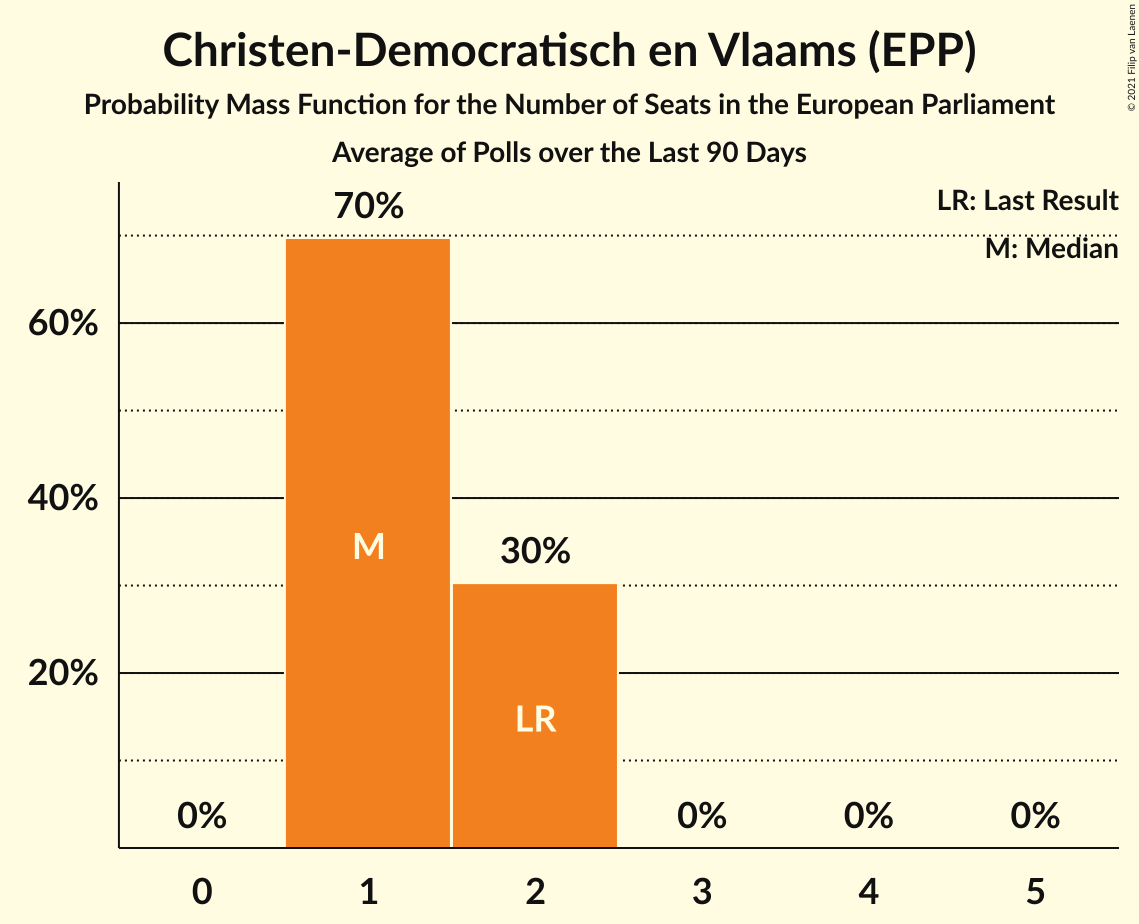 Christen-Democratisch en Vlaams (EPP)
Probability Mass Function for the Number of Seats in the European Parliament
Average of Polls over the Last 90 Days
© 2021 Filip van Laenen
LR: Last Result
M: Median
70%
60%
40%
M
30%
20%
LR
0%
0%
0%
0%
0
1
2
3
4
5